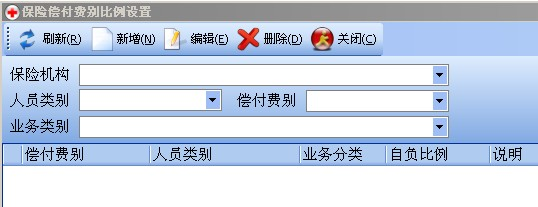 保险偿付费别比例设置
刷新(R) 新增(N) 编辑(E) 删除(D) 关闭(C)
保险机构
人员类别 偿付费别
业务类别
偿付费别 人员类别 业务分类 自负比例 说明